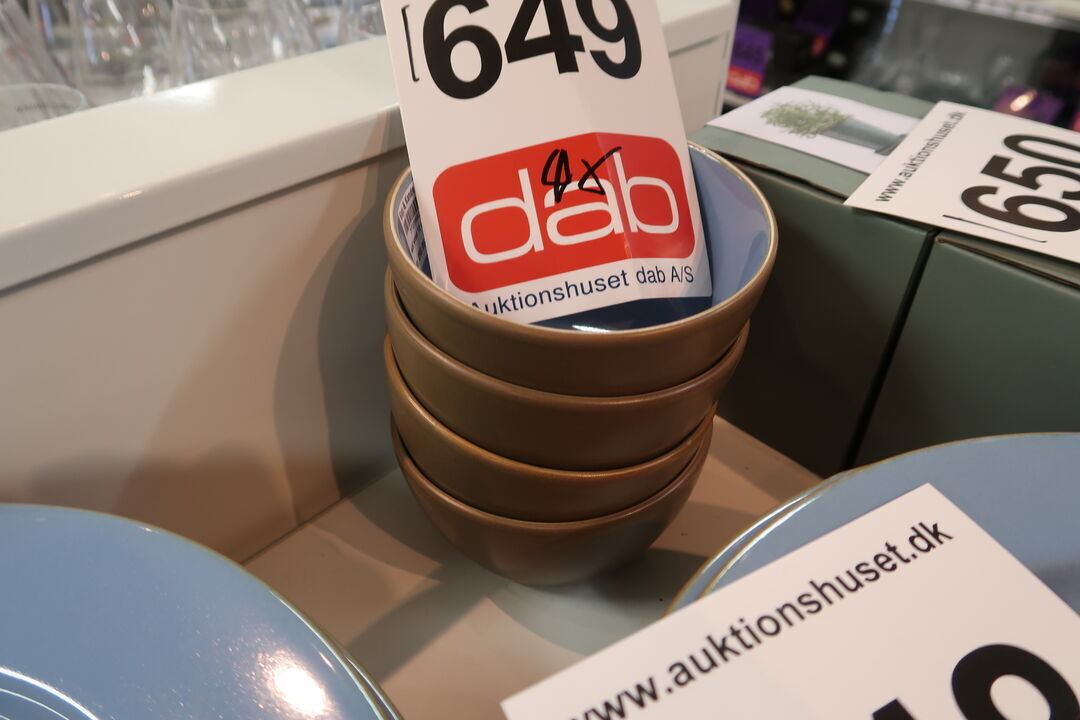 649
4x
dab
Auktionshuset dab A/S
www.auktionshuset.dk
650
www.auktionshuset.dk